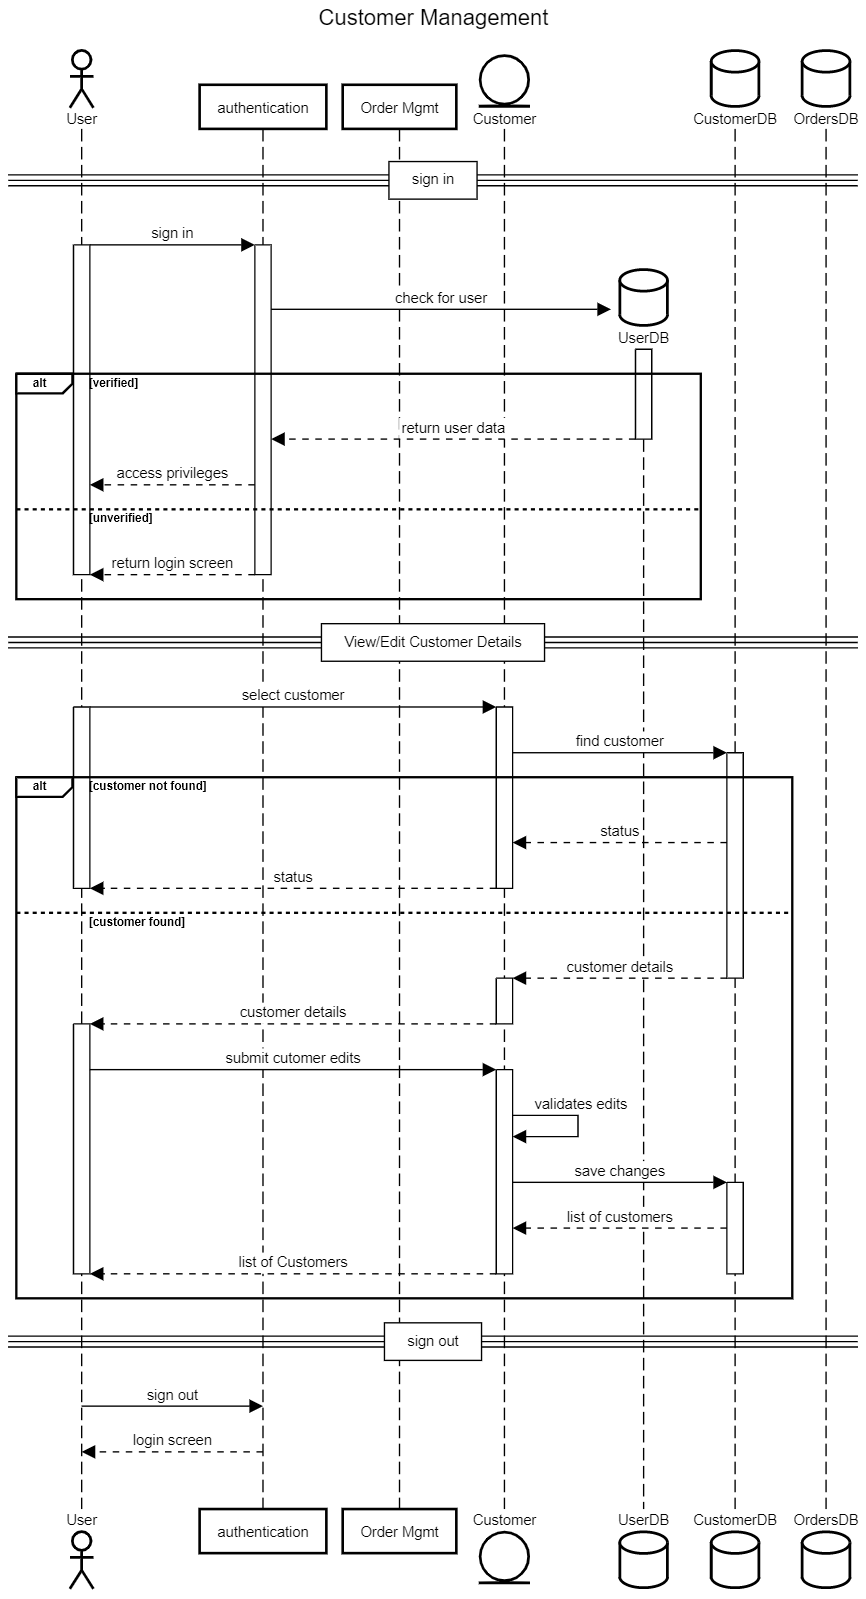 Customer Management
User
authentication
Order Mgmt
Customer
CustomerDB
OrdersDB
sign in
sign in
check for user
UserDB
alt
[verified]
return user data
access privileges
[unverified]
return login screen
View/Edit Customer Details
select customer
find customer
alt
[customer not found]
status
status
[customer found]
customer details
customer details
submit cutomer edits
validates edits
save changes
list of customers
list of Customers
sign out
sign out
login screen
User
authentication
Order Mgmt
Customer
UserDB
CustomerDB
OrdersDB